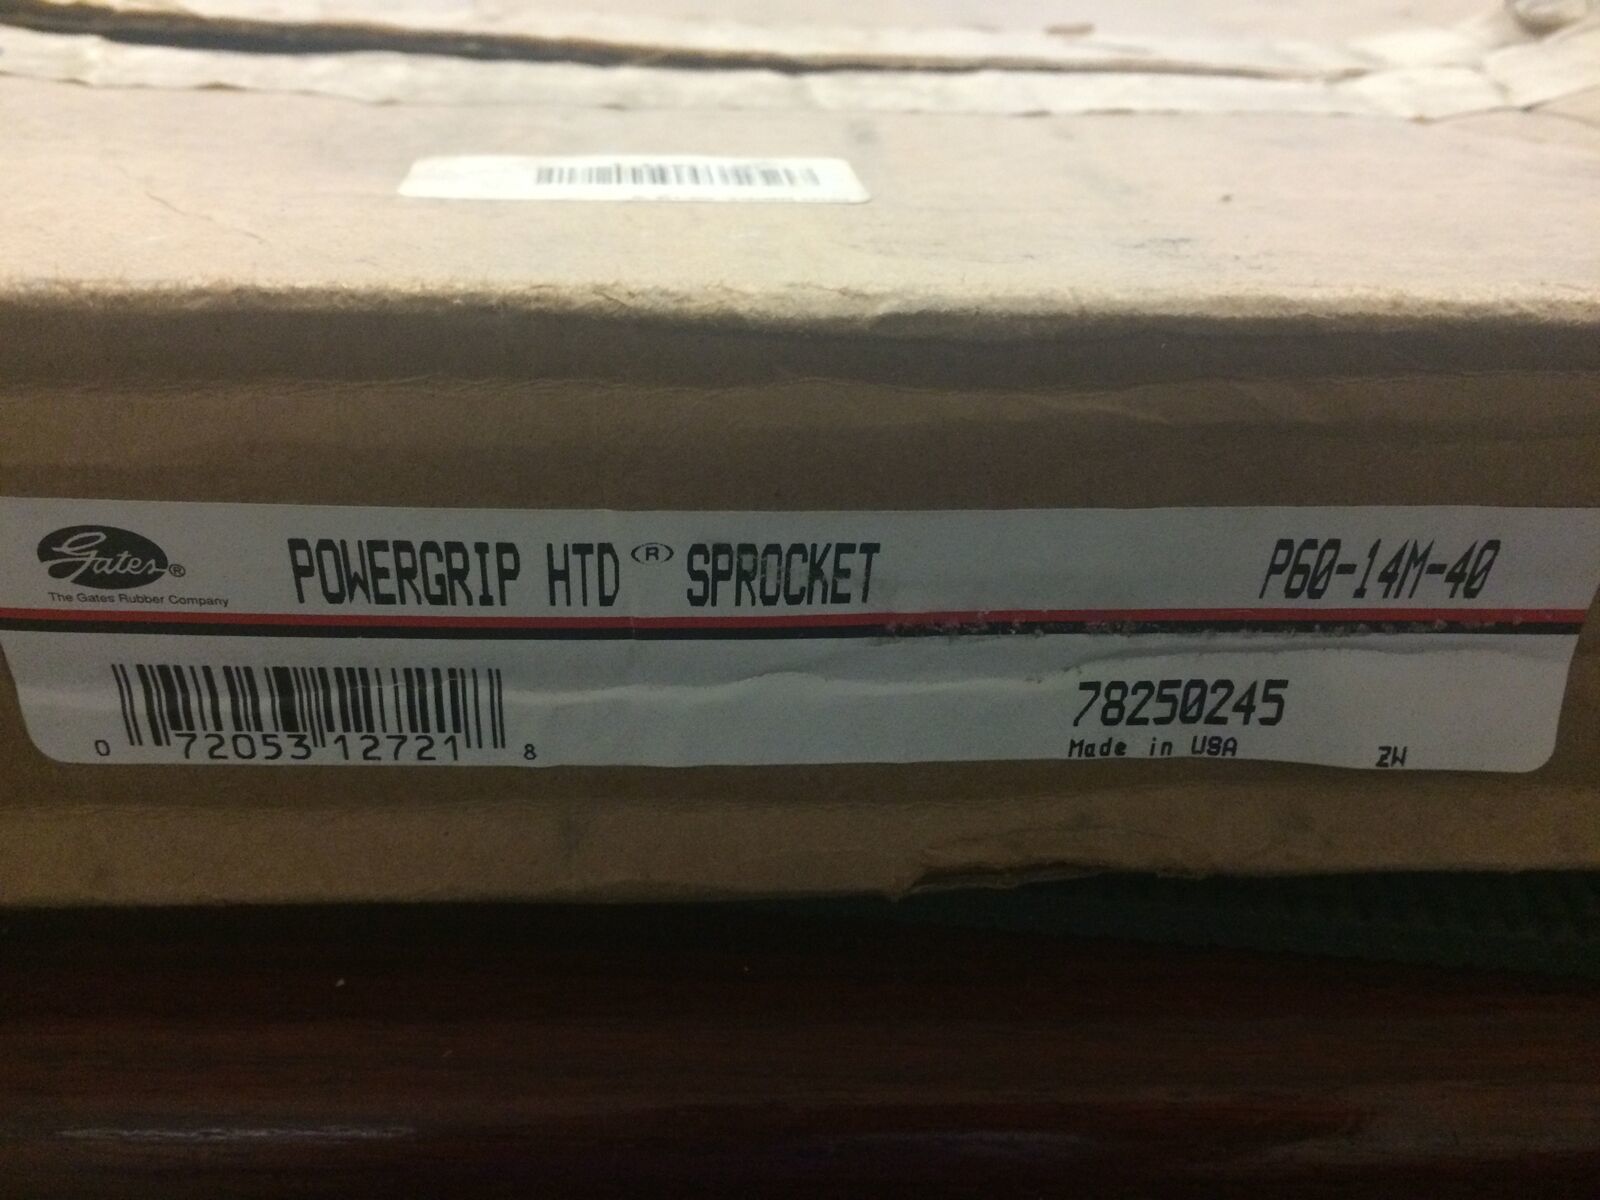 Gates®
The Gates Rubber Company
POWERGRIP HTD® SPROCKET
P60-14M-40
0 72053 12721 8
78250245
Made in USA
ZW